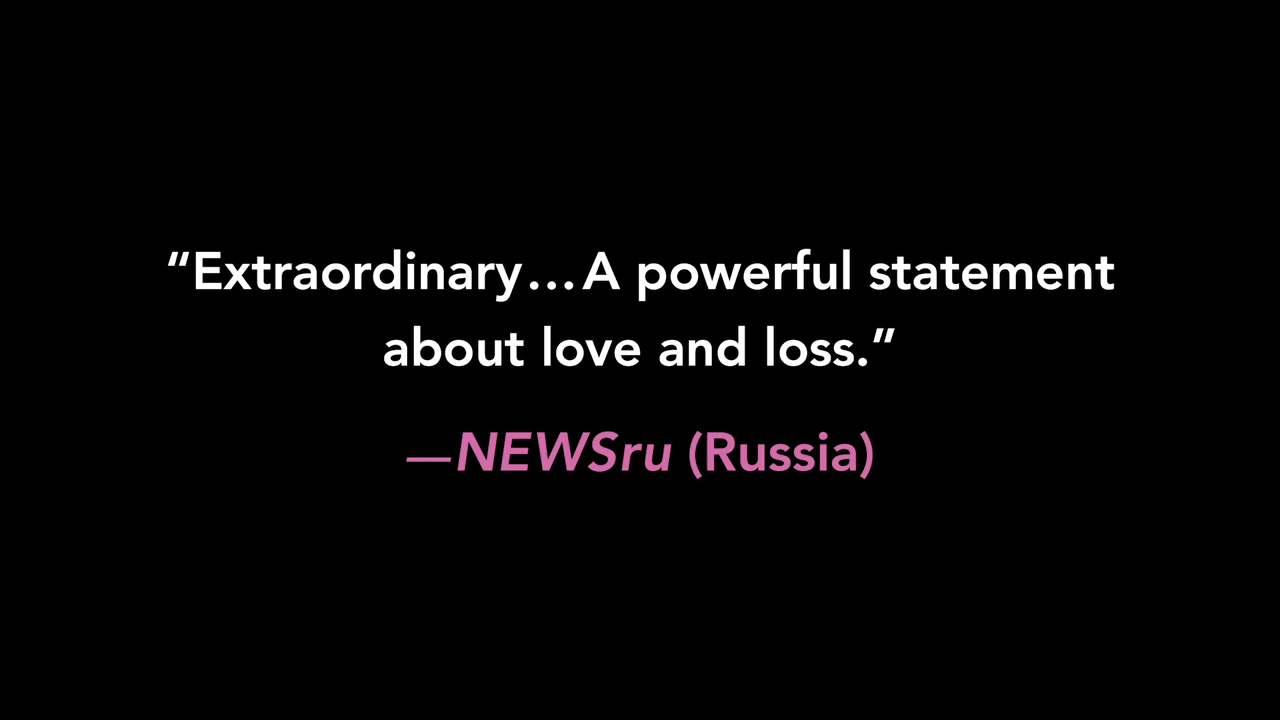 “Extraordinary…A powerful statement
about love and loss.”
—NEWSru (Russia)